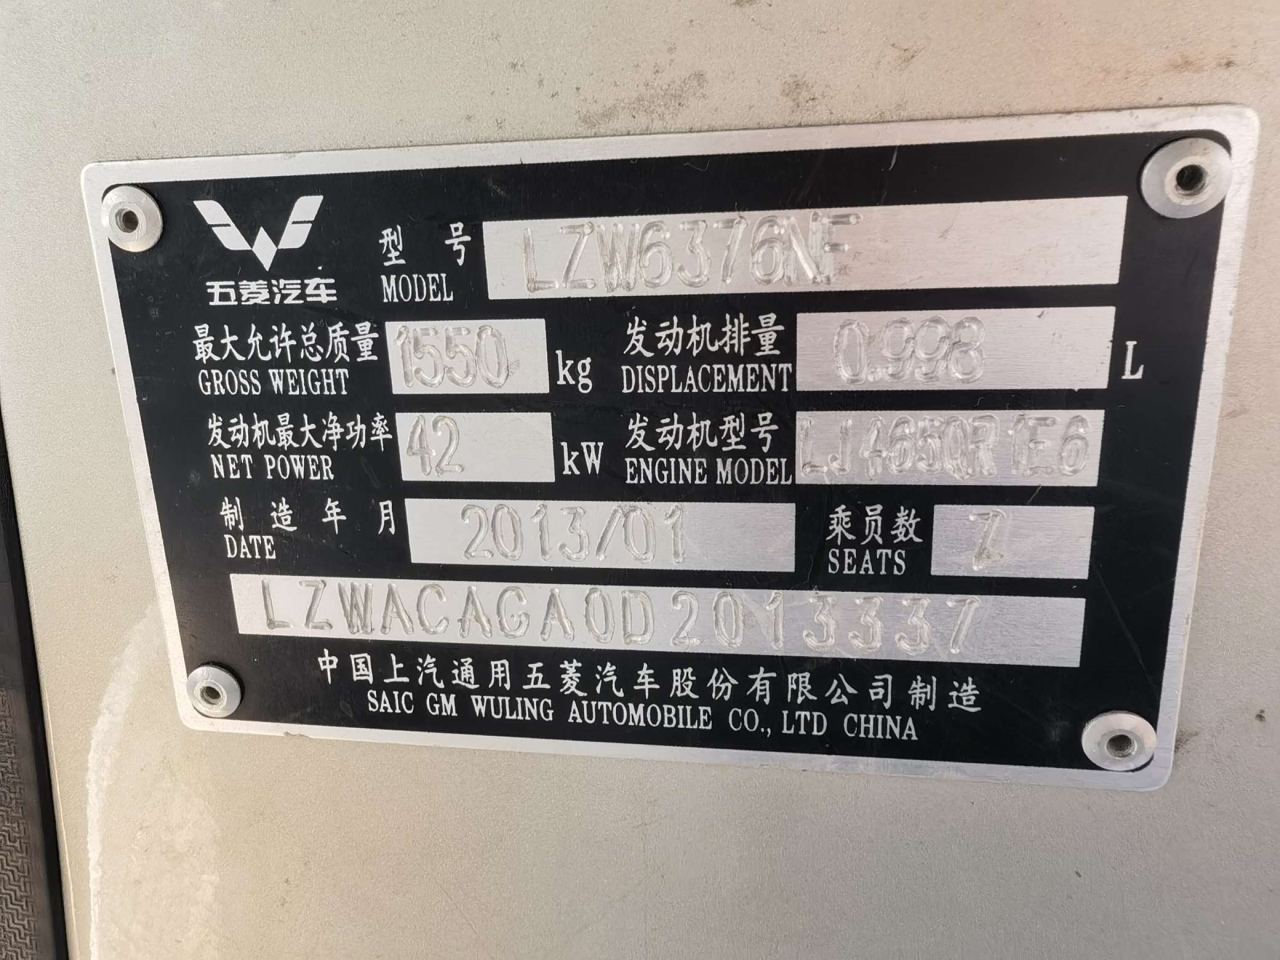 五菱汽车
型号 LZW6376NF
MODEL
最大允许总质量 1550 kg 发动机排量 0.998 L
GROSS WEIGHT DISPLACEMENT
发动机最大净功率 42 kW 发动机型号 LJ465QR1E6
NET POWER ENGINE MODEL
制造年月 2013/01 乘员数 7
DATE SEATS
LZWACAGA0D2013337
中国上汽通用五菱汽车股份有限公司制造
SAIC GM WULING AUTOMOBILE CO., LTD CHINA